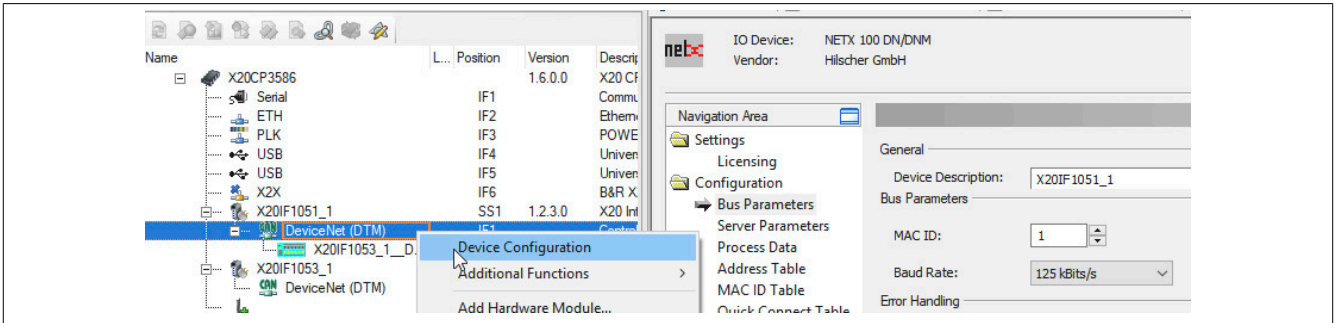 Name L... Position Version Descrip
X20CP3586 1.6.0.0 X20 CF
Serial IF1 Commu
ETH IF2 Ethern
PLK IF3 POWE
USB IF4 Univers
USB IF5 Univers
X2X IF6 B&R X
X20IF1051_1 SS1 1.2.3.0 X20 Int
DeviceNet (DTM) IF1
X20IF1053_1__D.
X20IF1053_1
DeviceNet (DTM)
Device Configuration
Additional Functions >
Add Hardware Module...
netx
IO Device: NETX 100 DN/DNM
Vendor: Hilscher GmbH
Navigation Area
Settings
Licensing
Configuration
Bus Parameters
Server Parameters
Process Data
Address Table
MAC ID Table
Quick Connect Table
General
Device Description: X20IF1051_1
Bus Parameters
MAC ID: 1
Baud Rate: 125 kBits/s
Error Handling